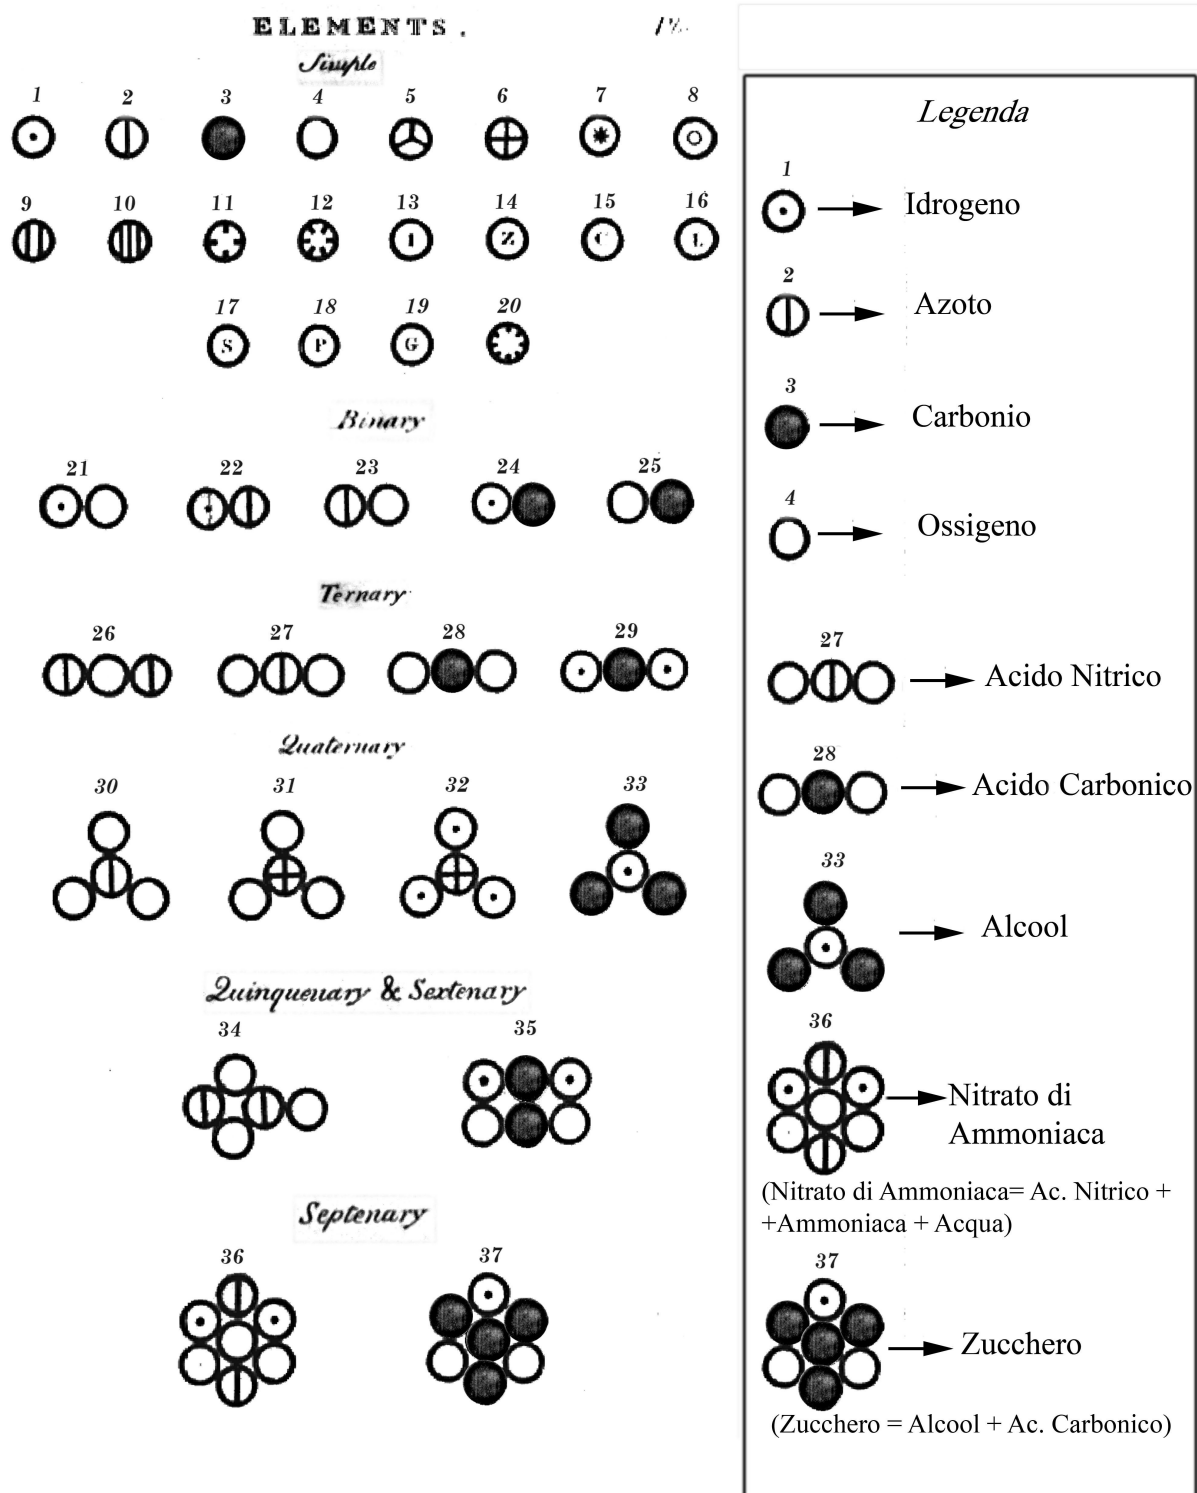 ELEMENTS.
Simple
1 2 3 4 5 6 7 8
9 10 11 12 13 14 15 16
I Z C L
17 18 19 20
S P G
Binary
21 22 23 24 25
Ternary
26 27 28 29
Quaternary
30 31 32 33
Quinquenary & Sextenary
34 35
Septenary
36 37
Legenda
1
Idrogeno
2
Azoto
3
Carbonio
4
Ossigeno
27
Acido Nitrico
28
Acido Carbonico
33
Alcool
36
Nitrato di
Ammoniaca
(Nitrato di Ammoniaca= Ac. Nitrico +
+Ammoniaca + Acqua)
37
Zucchero
(Zucchero = Alcool + Ac. Carbonico)